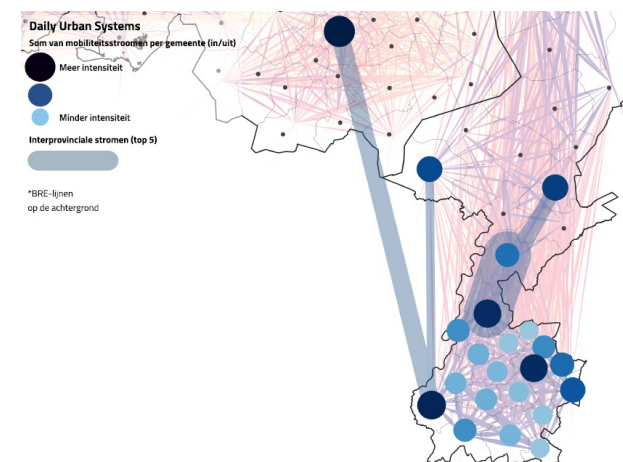 Daily Urban Systems
Som van mobiliteitsstroomen per gemeente (in/uit)
Meer intensiteit
Minder intensiteit
Interprovinciale stromen (top 5)
*BRE-lijnen
op de achtergrond